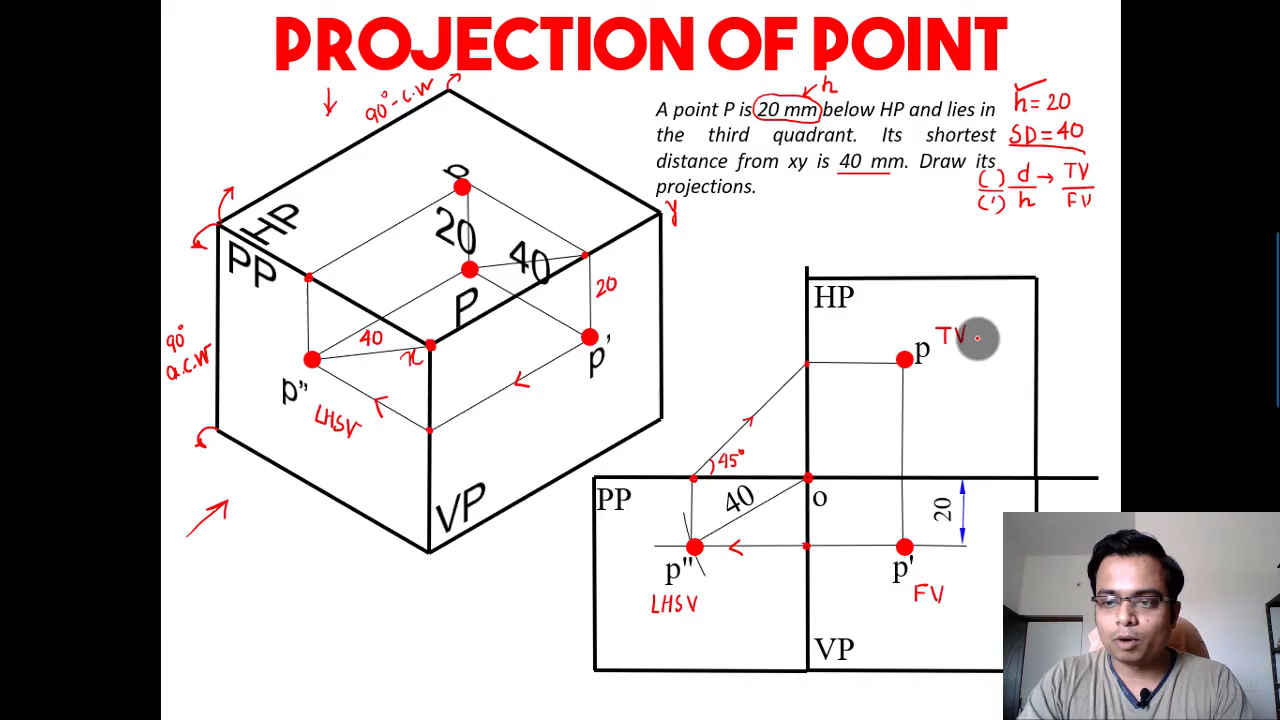 PROJECTION OF POINT
A point P is 20 mm below HP and lies in
the third quadrant. Its shortest
distance from xy is 40 mm. Draw its
projections.
h
h = 20
SD = 40
( ) d → TV
(') h FV
90° - C.W
HP
PP
p
20
40
P
y
20
40
x
p'
p"
LHSV
90°
a.c.w
VP
HP
TV
p
45°
PP
40
o
20
p"
p'
LHSV
FV
VP